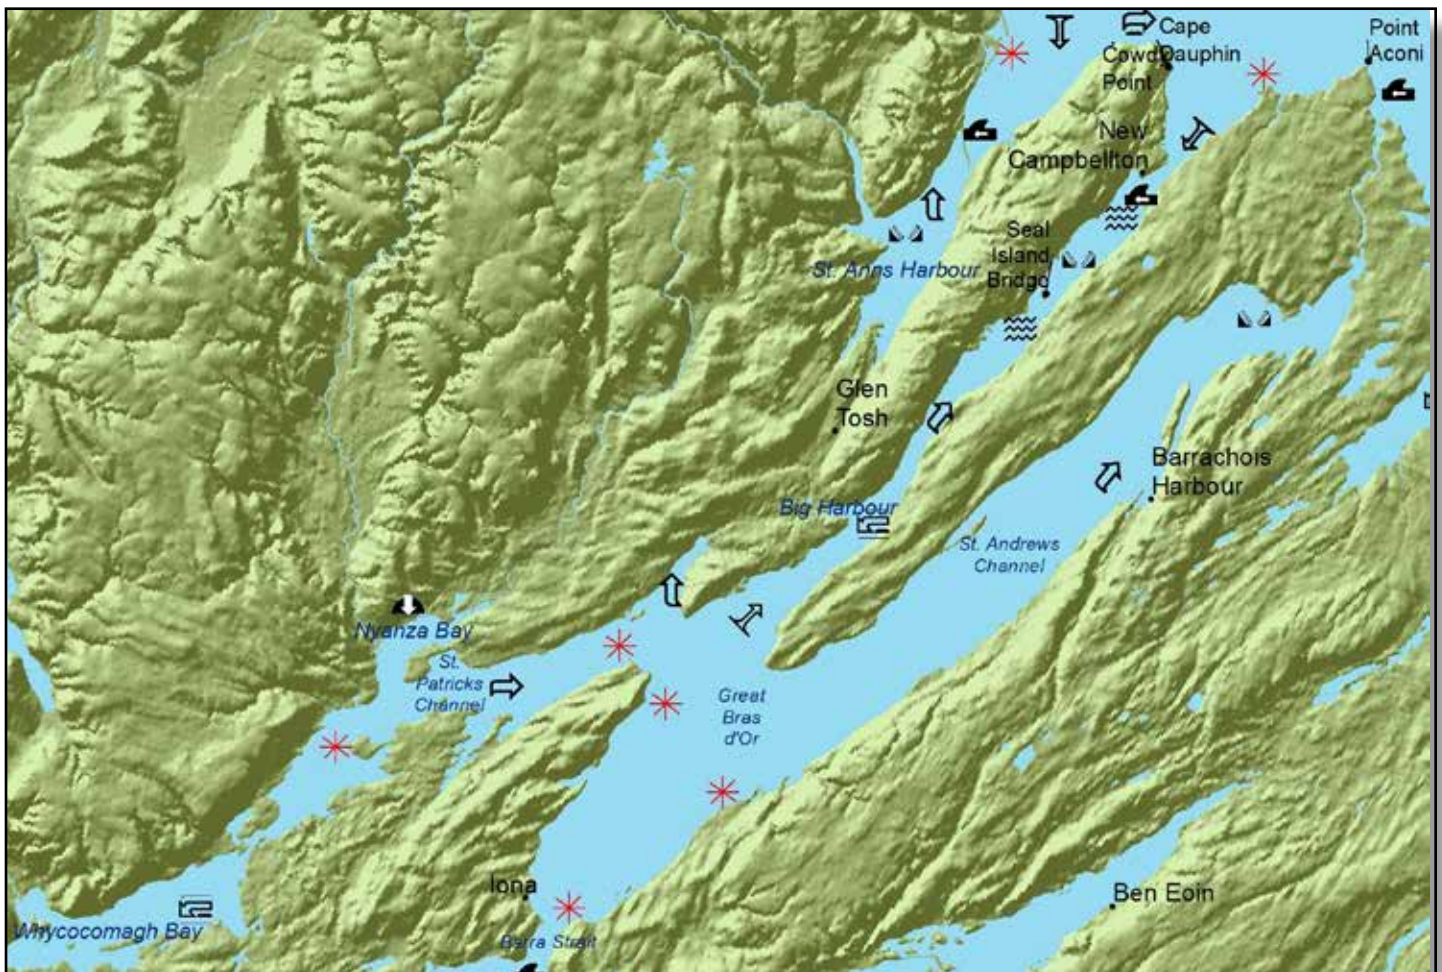 Cape
Dauphin
Point
Aconi
Cowdy
Point
New
Campbellton
Seal
Island
Bridge
St. Anns Harbour
Glen
Tosh
Barrachois
Harbour
Big Harbour
St. Andrews
Channel
Nyanza Bay
St.
Patricks
Channel
Great
Bras
d'Or
Iona
Ben Eoin
Whycocomagh Bay
Barra Strait